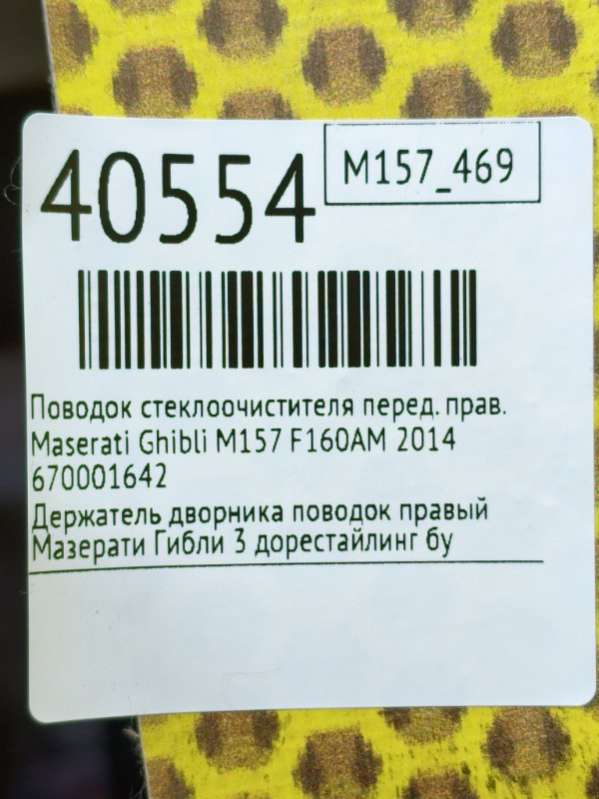 40554
M157_469
Поводок стеклоочистителя перед. прав.
Maserati Ghibli M157 F160AM 2014
670001642
Держатель дворника поводок правый
Мазерати Гибли 3 дорестайлинг бу